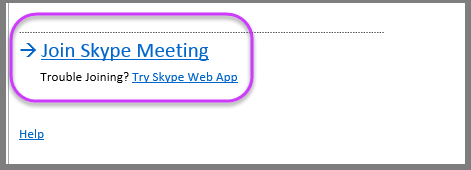 → Join Skype Meeting
Trouble Joining? Try Skype Web App
Help